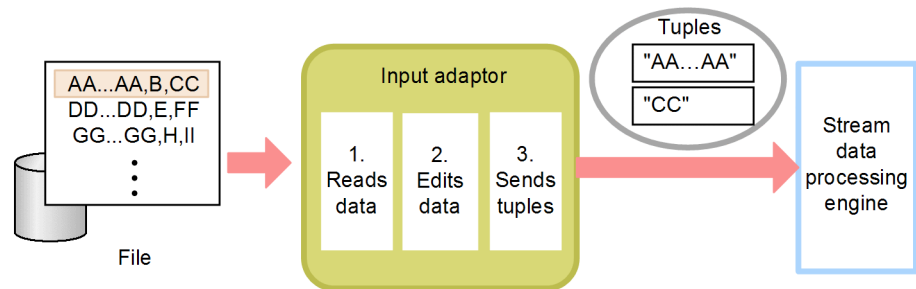 AA...AA,B,CC
DD...DD,E,FF
GG...GG,H,II
File
Input adaptor
1.
Reads
data
2.
Edits
data
3.
Sends
tuples
Tuples
"AA...AA"
"CC"
Stream
data
processing
engine